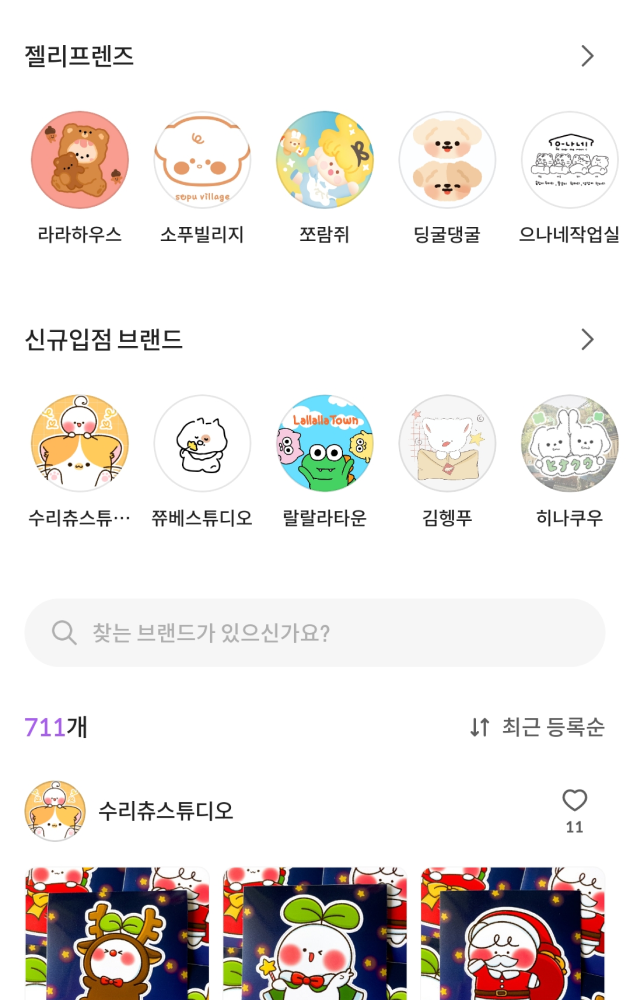 젤리프렌즈
sopu village
라라하우스
소푸빌리지
쪼람쥐
딩굴댕굴
으나네작업실
신규입점 브랜드
Lallalla Town
수리츄스튜…
쮸베스튜디오
랄랄라타운
김헹푸
히나쿠우
찾는 브랜드가 있으신가요?
711개
최근 등록순
수리츄스튜디오
11